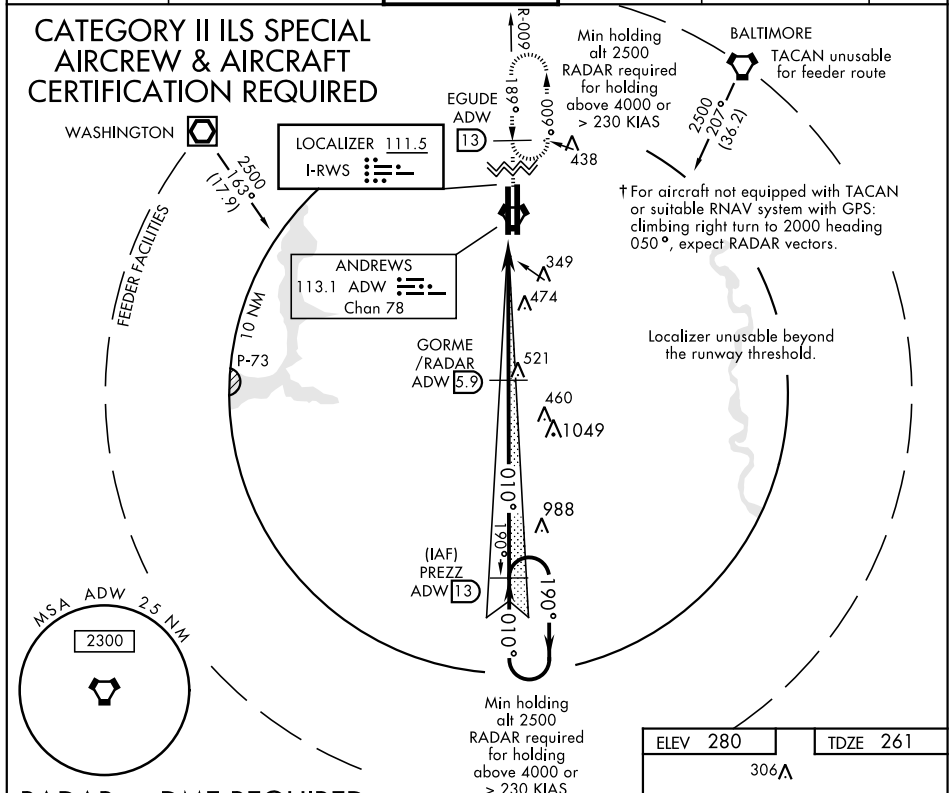 CATEGORY II ILS SPECIAL
AIRCREW & AIRCRAFT
CERTIFICATION REQUIRED
R-009
189°
009°
Min holding
alt 2500
RADAR required
for holding
above 4000 or
> 230 KIAS
BALTIMORE
TACAN unusable
for feeder route
2500
207°
(36.2)
EGUDE
ADW
13
438
WASHINGTON
2500
163°
(17.9)
LOCALIZER 111.5
I-RWS
† For aircraft not equipped with TACAN
or suitable RNAV system with GPS:
climbing right turn to 2000 heading
050°, expect RADAR vectors.
FEEDER FACILITIES
ANDREWS
113.1 ADW
Chan 78
349
474
10 NM
P-73
GORME
/RADAR
ADW 5.9
521
Localizer unusable beyond
the runway threshold.
460
1049
010°
988
190°
(IAF)
PREZZ
ADW 13
190°
010°
MSA ADW 25 NM
2300
Min holding
alt 2500
RADAR required
for holding
above 4000 or
> 230 KIAS
ELEV 280
TDZE 261
306
RADAR or DME REQUIRED